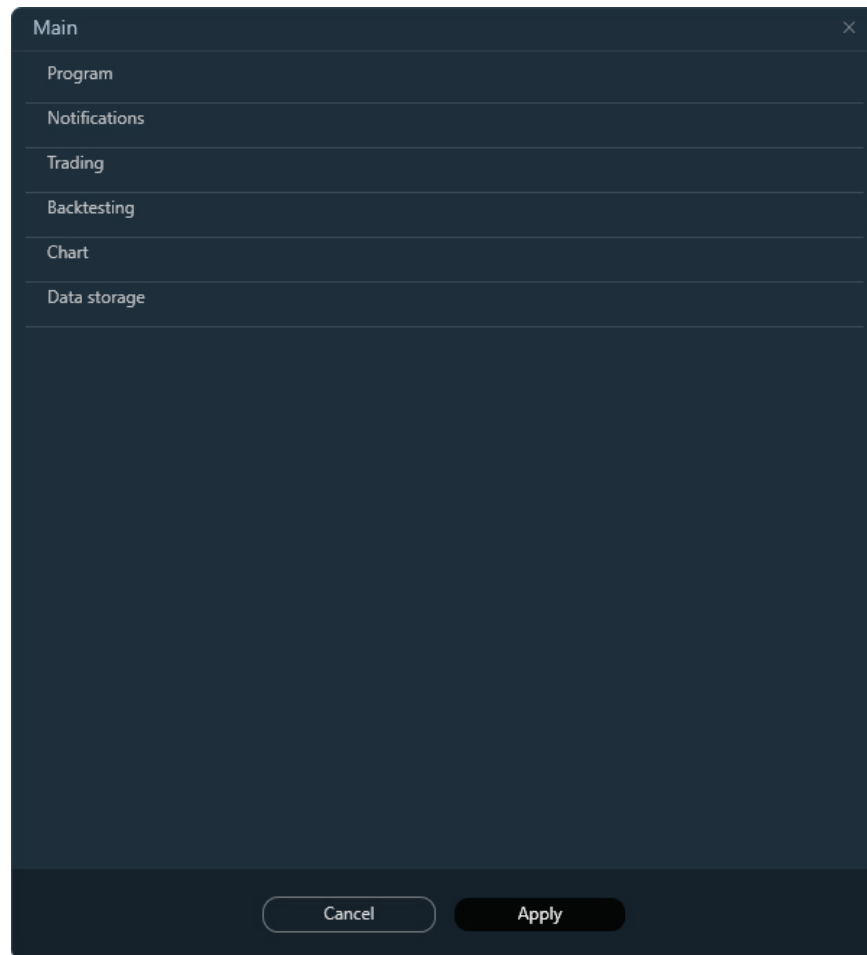 Main
Program
Notifications
Trading
Backtesting
Chart
Data storage
Cancel Apply